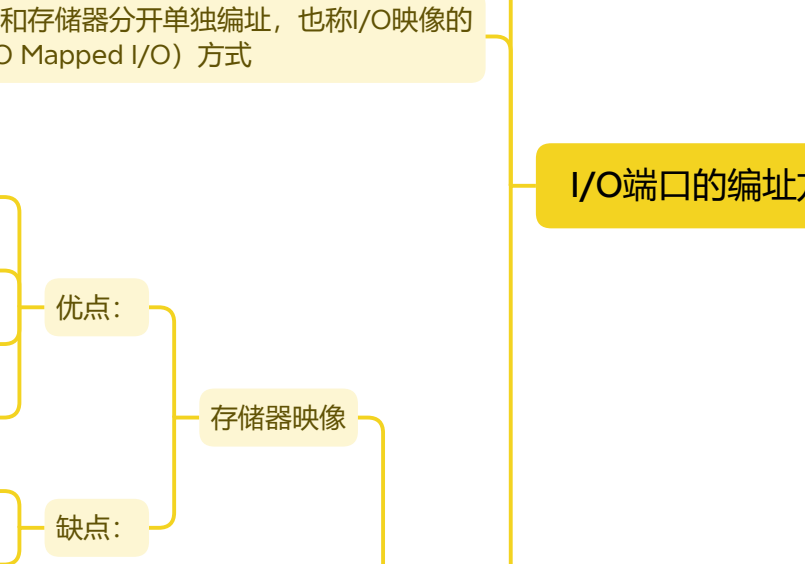 和存储器分开单独编址，也称I/O映像的
O Mapped I/O）方式
I/O端口的编址
优点：
存储器映像
缺点：